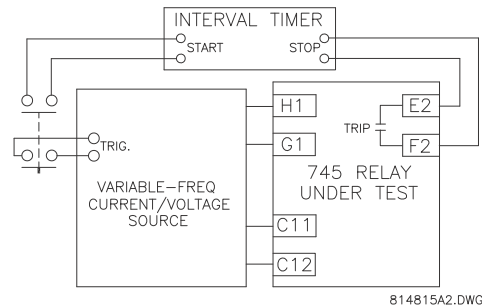 INTERVAL TIMER
START
STOP
H1
E2
TRIP
G1
F2
TRIG.
745 RELAY
UNDER TEST
VARIABLE-FREQ
CURRENT/VOLTAGE
SOURCE
C11
C12
814815A2.DWG